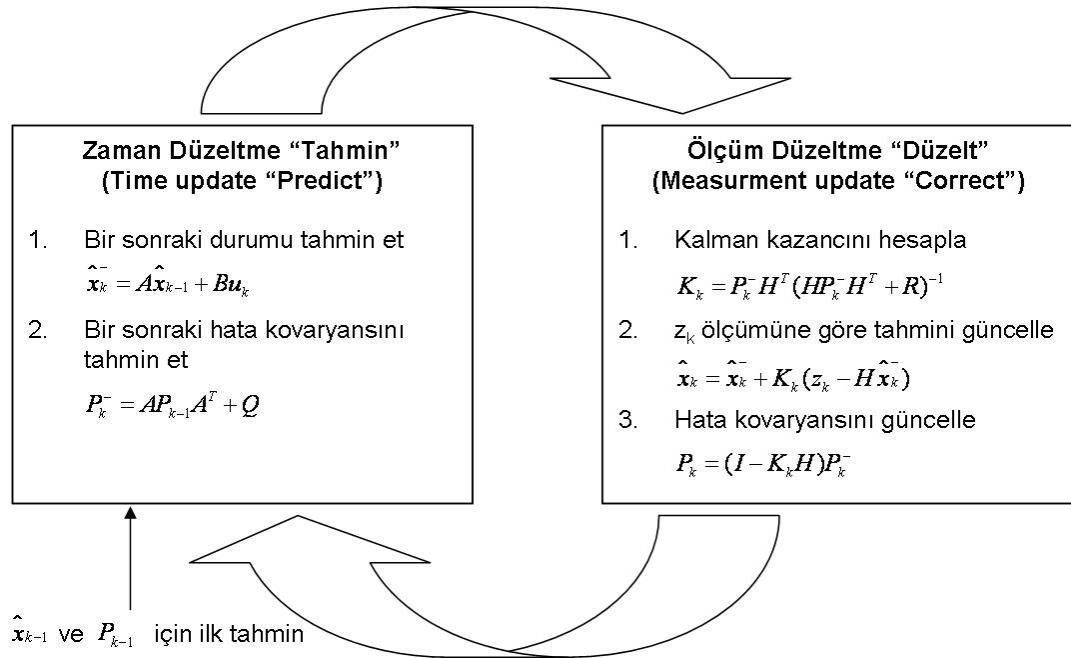 Zaman Düzeltme “Tahmin”
(Time update “Predict”)
1. Bir sonraki durumu tahmin et
x̂ₖ⁻ = Ax̂ₖ₋₁ + Buₖ
2. Bir sonraki hata kovaryansını
tahmin et
Pₖ⁻ = APₖ₋₁Aᵀ + Q
Ölçüm Düzeltme “Düzelt”
(Measurment update “Correct”)
1. Kalman kazancını hesapla
Kₖ = Pₖ⁻Hᵀ(HPₖ⁻Hᵀ + R)⁻¹
2. zₖ ölçümüne göre tahmini güncelle
x̂ₖ = x̂ₖ⁻ + Kₖ(zₖ − Hx̂ₖ⁻)
3. Hata kovaryansını güncelle
Pₖ = (I − KₖH)Pₖ⁻
x̂ₖ₋₁ ve Pₖ₋₁ için ilk tahmin